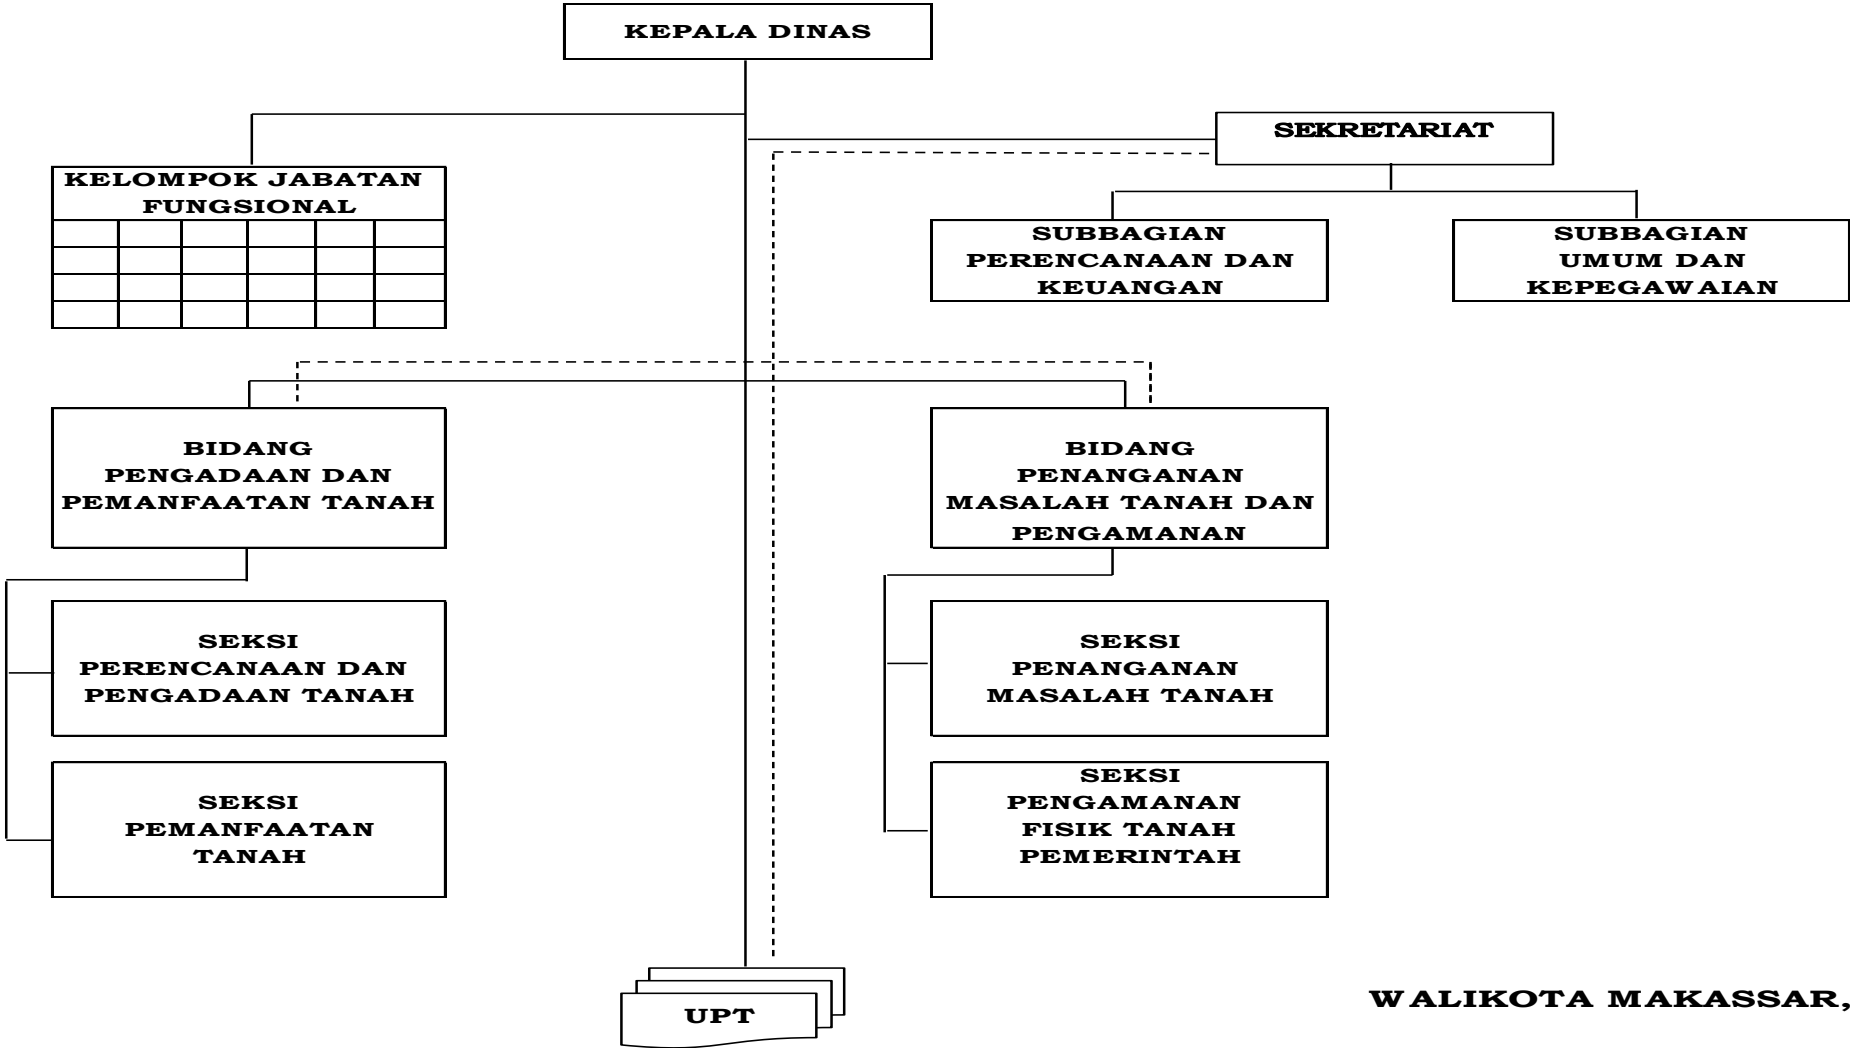 KEPALA DINAS
SEKRETARIAT
KELOMPOK JABATAN
FUNGSIONAL
SUBBAGIAN
PERENCANAAN DAN
KEUANGAN
SUBBAGIAN
UMUM DAN
KEPEGAWAIAN
BIDANG
PENGADAAN DAN
PEMANFAATAN TANAH
BIDANG
PENANGANAN
MASALAH TANAH DAN
PENGAMANAN
SEKSI
PERENCANAAN DAN
PENGADAAN TANAH
SEKSI
PENANGANAN
MASALAH TANAH
SEKSI
PEMANFAATAN
TANAH
SEKSI
PENGAMANAN
FISIK TANAH
PEMERINTAH
UPT
WALIKOTA MAKASSAR,